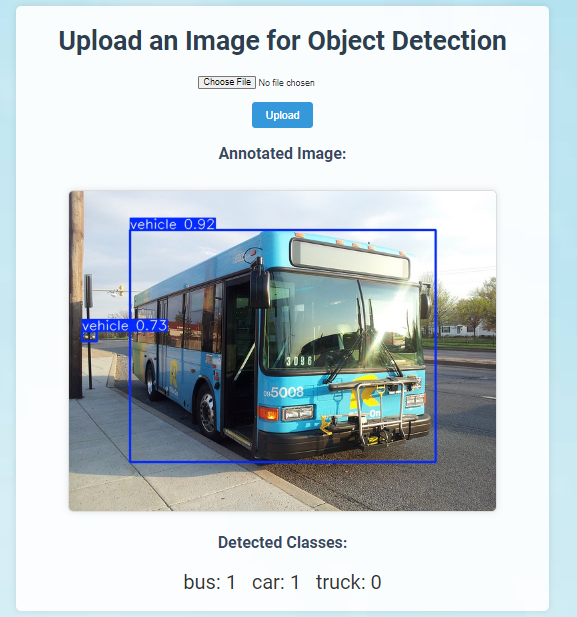 Upload an Image for Object Detection
Choose File No file chosen
Upload
Annotated Image:
vehicle 0.92
vehicle 0.73
3086
5008
R
R
On
Detected Classes:
bus: 1 car: 1 truck: 0